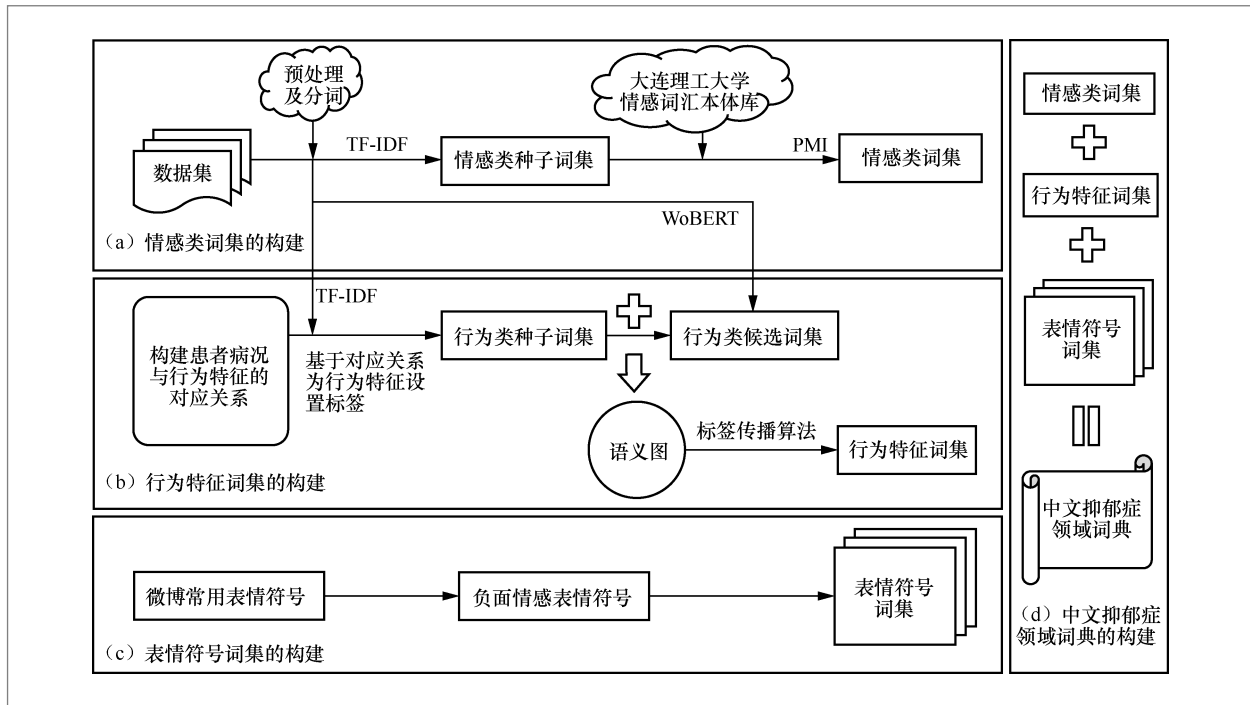 预处理
及分词
大连理工大学
情感词汇本体库
数据集
TF-IDF
情感类种子词集
PMI
情感类词集
WoBERT
（a）情感类词集的构建
TF-IDF
构建患者病况
与行为特征的
对应关系
基于对应关系
为行为特征设
置标签
行为类种子词集
行为类候选词集
语义图
标签传播算法
行为特征词集
（b）行为特征词集的构建
微博常用表情符号
负面情感表情符号
表情符号
词集
（c）表情符号词集的构建
情感类词集
行为特征词集
表情符号
词集
中文抑郁症
领域词典
（d）中文抑郁症
领域词典的构建